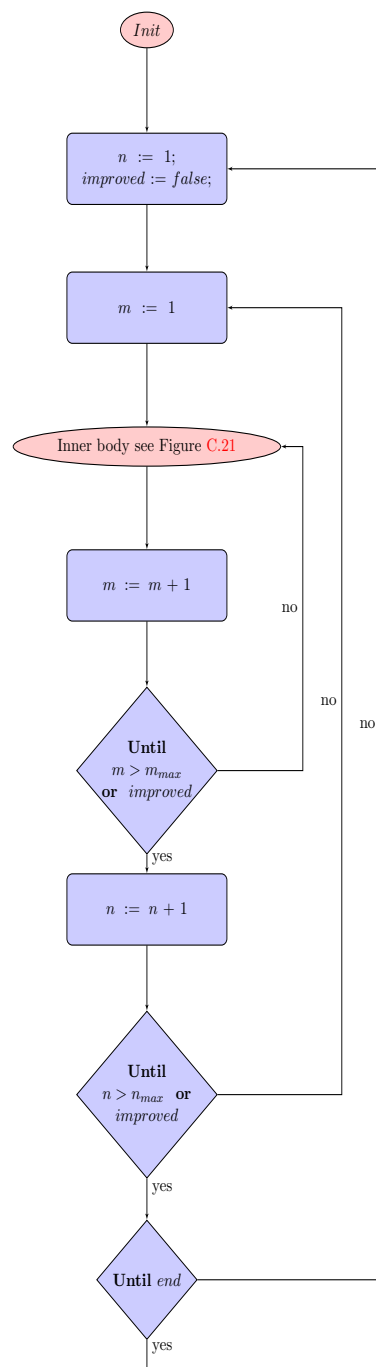 Init
n := 1;
improved := false;
m := 1
Inner body see Figure C.21
m := m + 1
no
no
no
Until
m > m_max
or improved
yes
n := n + 1
Until
n > n_max or
improved
yes
Until end
yes